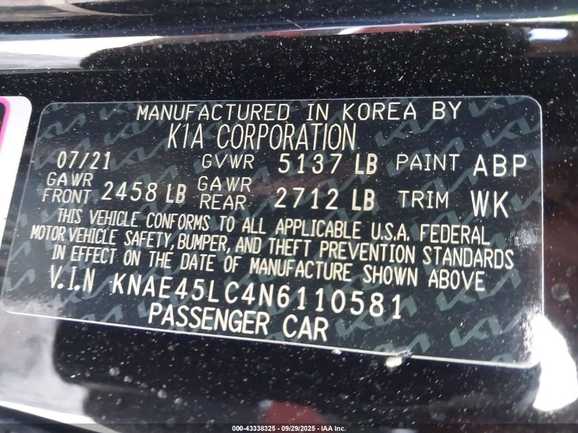 MANUFACTURED IN KOREA BY
KIA CORPORATION
07/21 GVWR 5137 LB PAINT ABP
GAWR FRONT 2458 LB GAWR REAR 2712 LB TRIM WK
THIS VEHICLE CONFORMS TO ALL APPLICABLE U.S.A. FEDERAL
MOTOR VEHICLE SAFETY, BUMPER, AND THEFT PREVENTION STANDARDS
IN EFFECT ON THE DATE OF MANUFACTURE SHOWN ABOVE
V.I.N KNAE45LC4N6110581
PASSENGER CAR
000-43338325 - 09/29/2025 - IAA Inc.